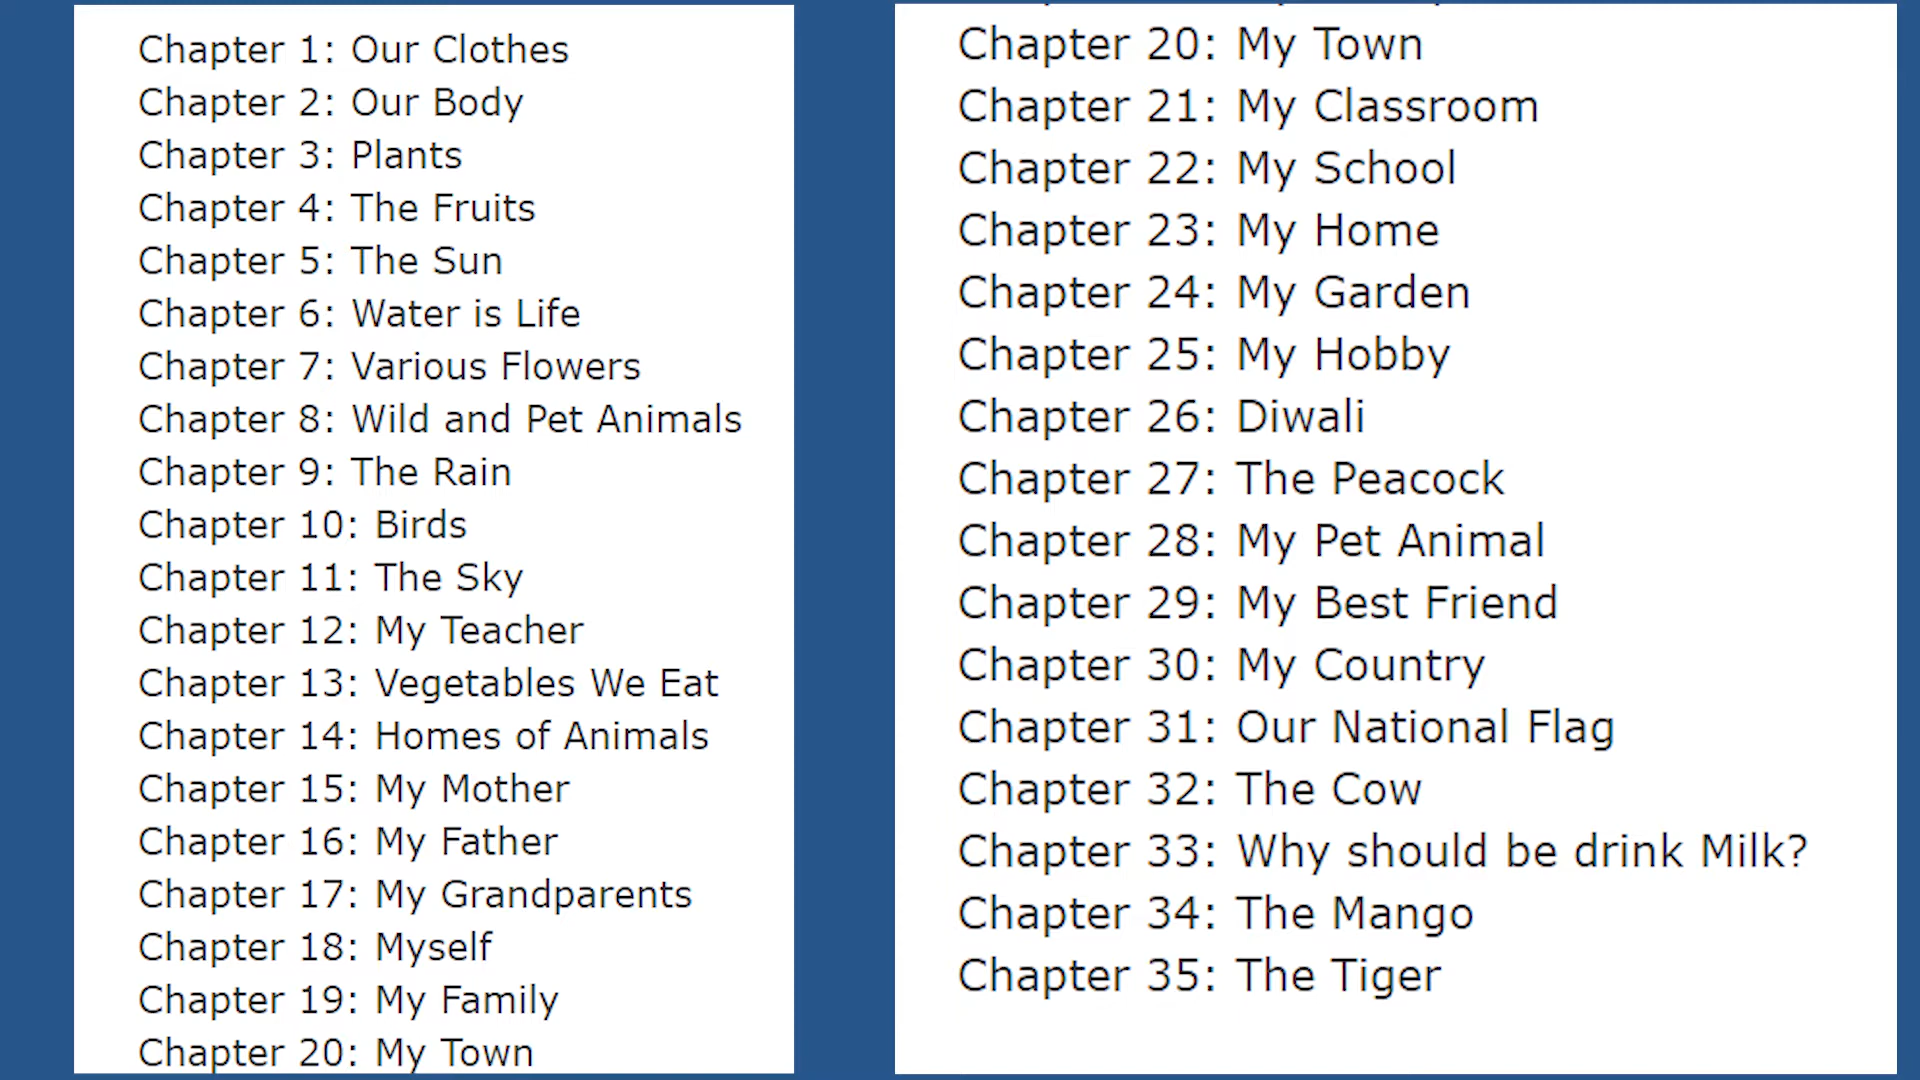 Chapter 1: Our Clothes
Chapter 2: Our Body
Chapter 3: Plants
Chapter 4: The Fruits
Chapter 5: The Sun
Chapter 6: Water is Life
Chapter 7: Various Flowers
Chapter 8: Wild and Pet Animals
Chapter 9: The Rain
Chapter 10: Birds
Chapter 11: The Sky
Chapter 12: My Teacher
Chapter 13: Vegetables We Eat
Chapter 14: Homes of Animals
Chapter 15: My Mother
Chapter 16: My Father
Chapter 17: My Grandparents
Chapter 18: Myself
Chapter 19: My Family
Chapter 20: My Town
Chapter 20: My Town
Chapter 21: My Classroom
Chapter 22: My School
Chapter 23: My Home
Chapter 24: My Garden
Chapter 25: My Hobby
Chapter 26: Diwali
Chapter 27: The Peacock
Chapter 28: My Pet Animal
Chapter 29: My Best Friend
Chapter 30: My Country
Chapter 31: Our National Flag
Chapter 32: The Cow
Chapter 33: Why should be drink Milk?
Chapter 34: The Mango
Chapter 35: The Tiger